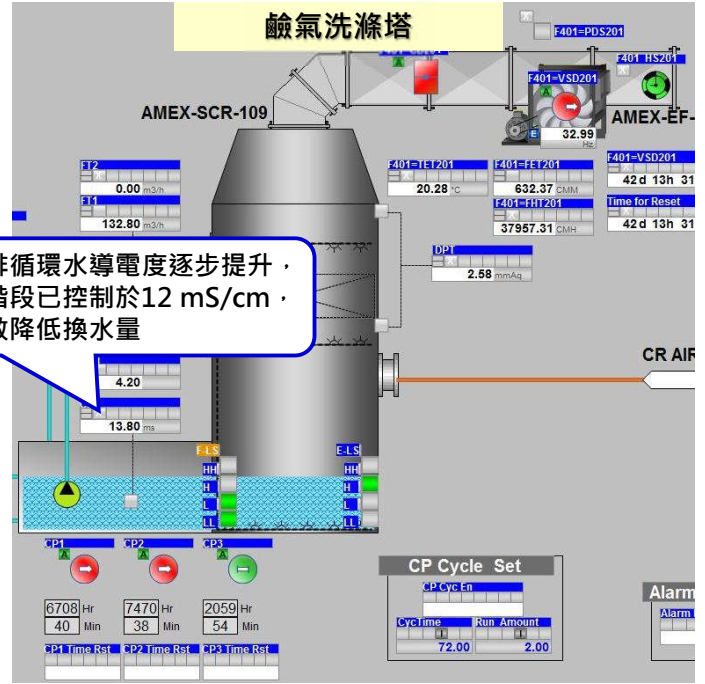 鹼氣洗滌塔
F401=PDS201
F401 HS201
F401=VSD201
AMEX-SCR-109
AMEX-EF-
E
32.99
Hz
FT2
0.00 m3/h
FT1
132.80 m3/h
F401=TET201
20.28 °C
F401=FET201
632.37 CMM
F401=FHT201
37957.31 CMH
F401=VSD201
42 d 13h 31
Time for Reset
42 d 13h 31
DPT
2.58 mmAq
非循環水導電度逐步提升，
階段已控制於12 mS/cm，
效降低換水量
CR AIR
4.20
13.80 ms
F-LS
HH
H
L
LL
E-LS
HH
H
L
LL
CP1
CP2
CP3
A
A
A
6708 Hr
40 Min
7470 Hr
38 Min
2059 Hr
54 Min
CP1 Time Rst
CP2 Time Rst
CP3 Time Rst
CP Cycle Set
CP Cyc En
CycTime
72.00
Run Amount
2.00
Alarm
Alarm